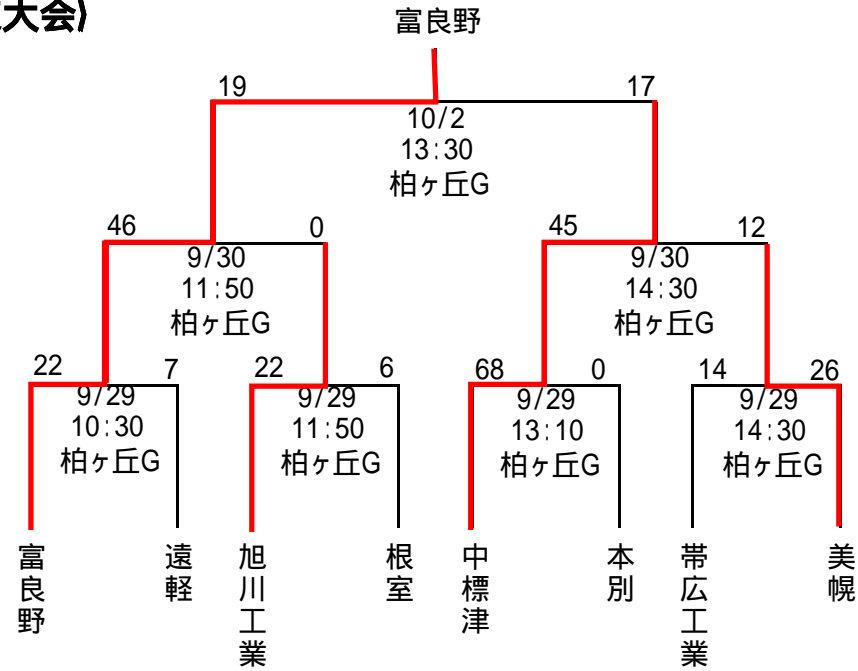 大会)
富良野
19
17
10/2
13:30
柏ヶ丘G
46
0
45
12
9/30
11:50
柏ヶ丘G
9/30
14:30
柏ヶ丘G
22
7
22
6
68
0
14
26
9/29
10:30
柏ヶ丘G
9/29
11:50
柏ヶ丘G
9/29
13:10
柏ヶ丘G
9/29
14:30
柏ヶ丘G
富良野
遠軽
旭川工業
根室
中標津
本別
帯広工業
美幌